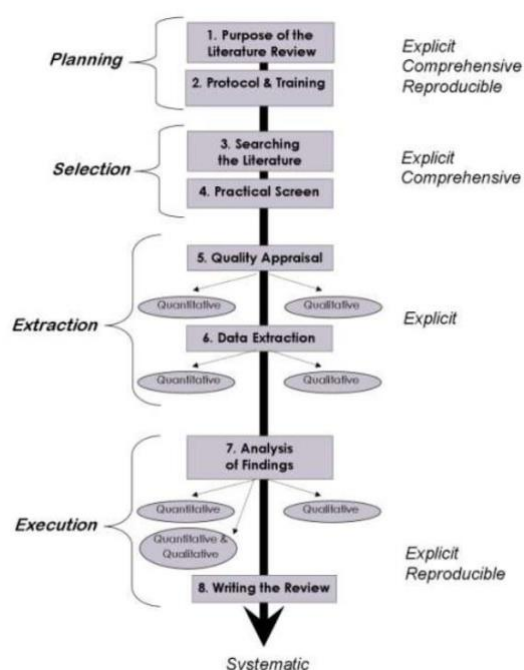 1. Purpose of the
Literature Review
Planning
2. Protocol & Training
Explicit
Comprehensive
Reproducible
3. Searching
the Literature
Selection
4. Practical Screen
Explicit
Comprehensive
5. Quality Appraisal
Quantitative
Qualitative
Extraction
6. Data Extraction
Quantitative
Qualitative
Explicit
7. Analysis
of Findings
Quantitative
Qualitative
Execution
Quantitative &
Qualitative
8. Writing the Review
Explicit
Reproducible
Systematic